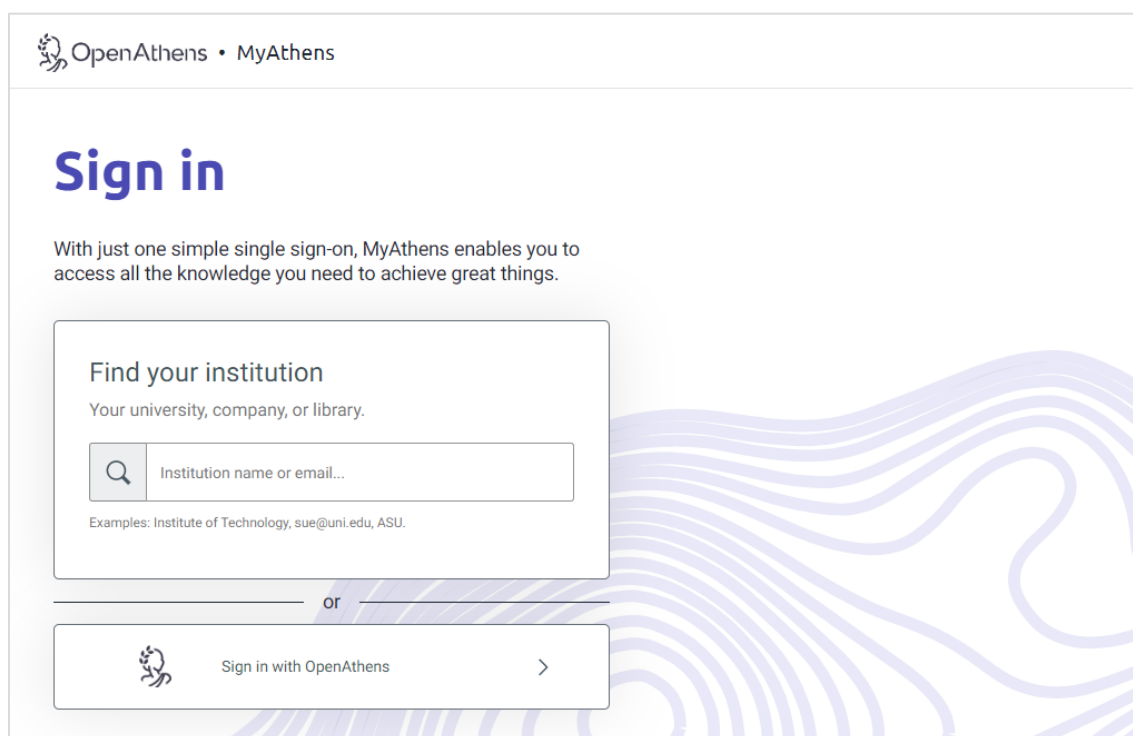 OpenAthens • MyAthens
Sign in
With just one simple single sign-on, MyAthens enables you to
access all the knowledge you need to achieve great things.
Find your institution
Your university, company, or library.
Institution name or email...
Examples: Institute of Technology, sue@uni.edu, ASU.
or
Sign in with OpenAthens